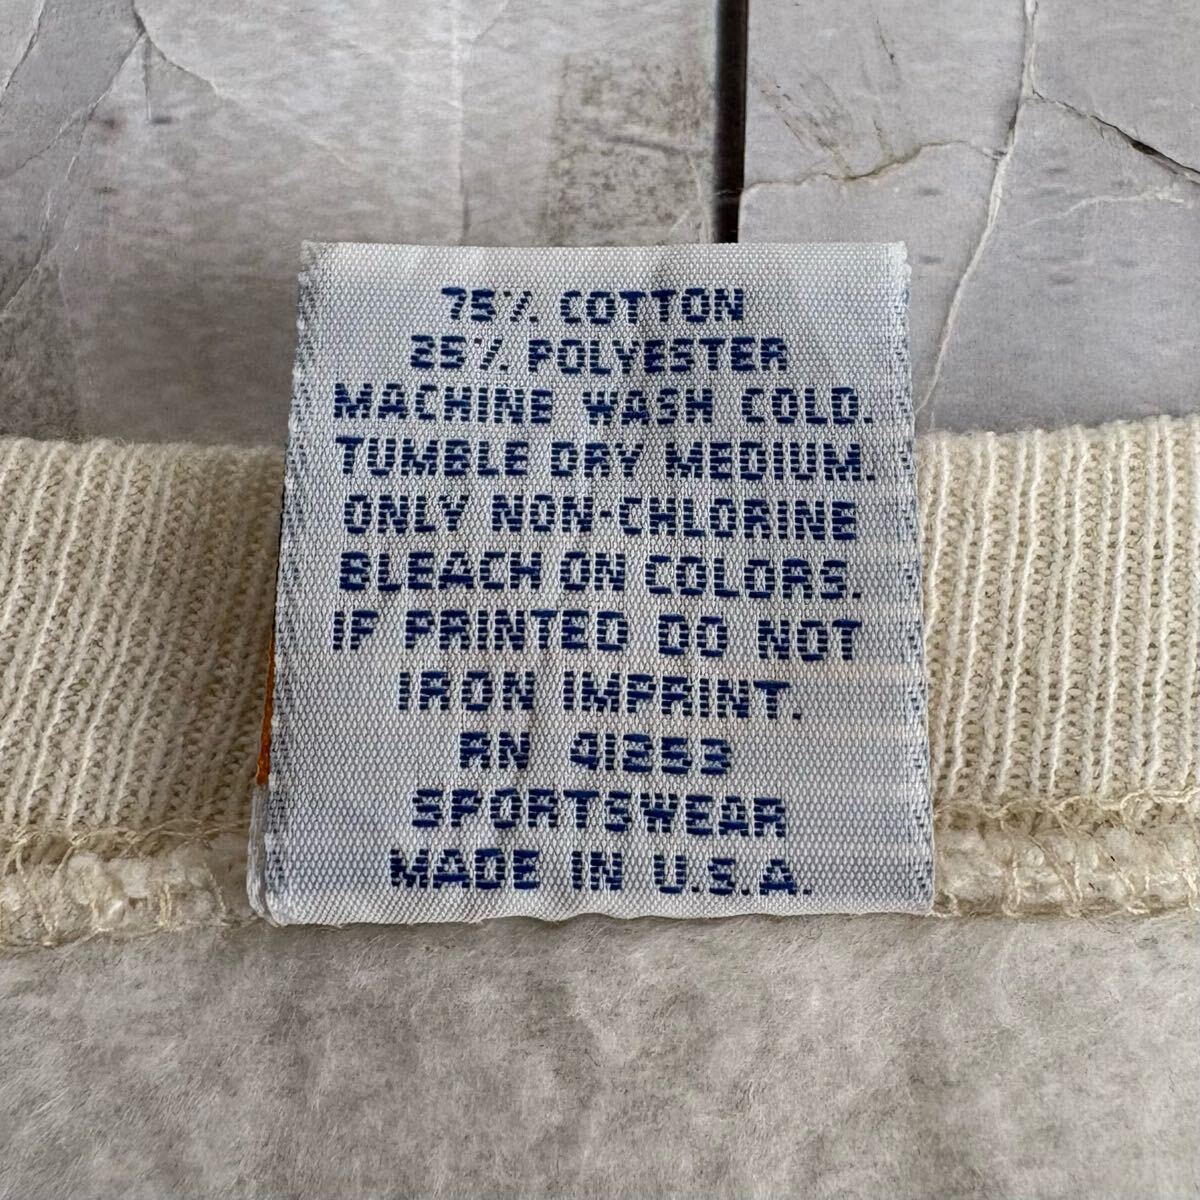 75% COTTON
25% POLYESTER
MACHINE WASH COLD.
TUMBLE DRY MEDIUM.
ONLY NON-CHLORINE
BLEACH ON COLORS.
IF PRINTED DO NOT
IRON IMPRINT.
RN 41253
SPORTSWEAR
MADE IN U.S.A.